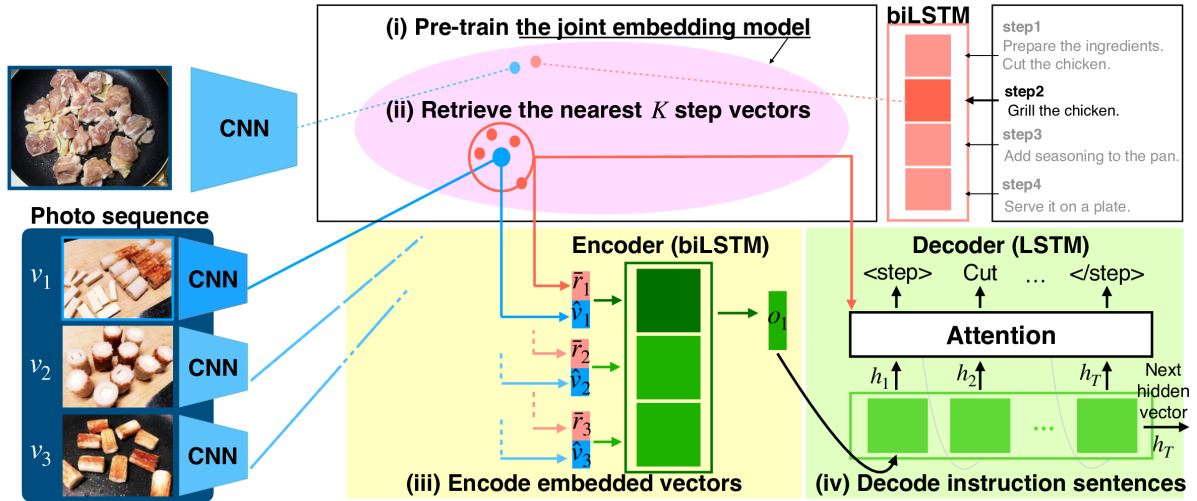 (i) Pre-train the joint embedding model
biLSTM
step1
Prepare the ingredients.
Cut the chicken.
step2
Grill the chicken.
step3
Add seasoning to the pan.
step4
Serve it on a plate.
CNN
(ii) Retrieve the nearest K step vectors
Photo sequence
v₁
CNN
v₂
CNN
v₃
CNN
Encoder (biLSTM)
r̄₁
v̂₁
r̄₂
v̂₂
r̄₃
v̂₃
o₁
(iii) Encode embedded vectors
Decoder (LSTM)
<step> Cut ... </step>
Attention
h₁ h₂ h_T
Next
hidden
vector
h_T
...
(iv) Decode instruction sentences